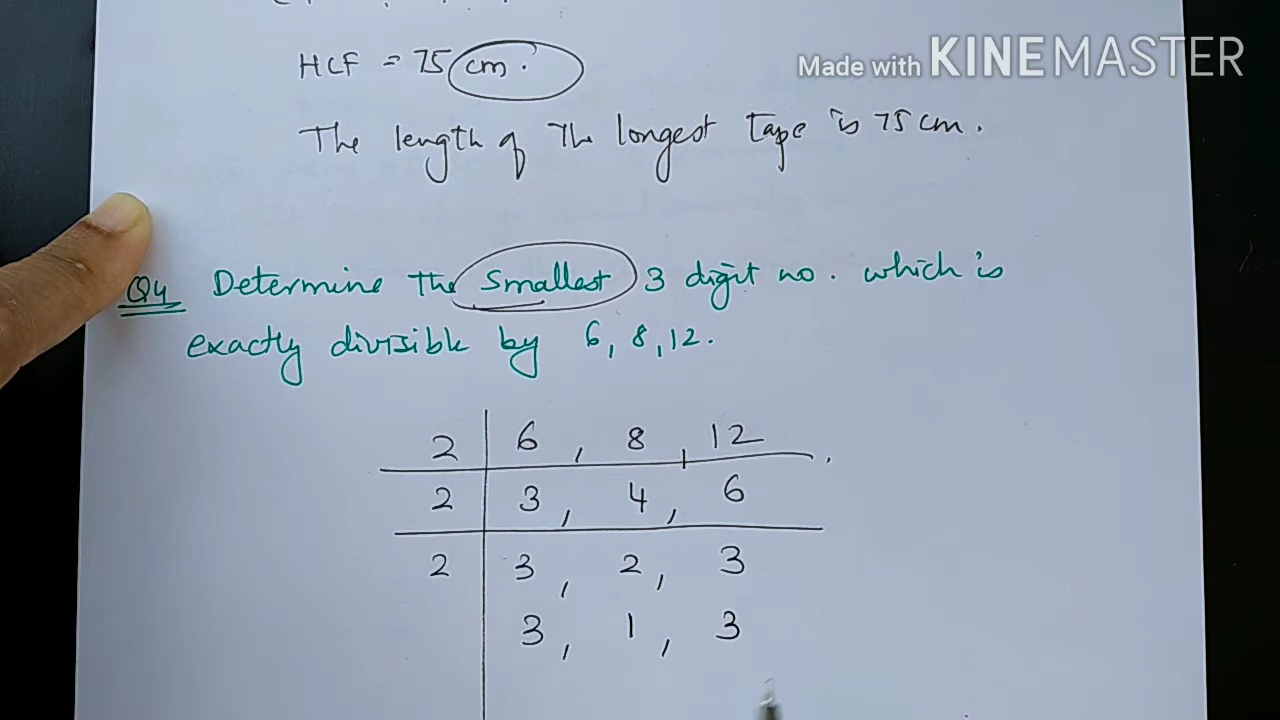 HCF = 75 cm.
Made with KINEMASTER
The length of The longest tape is 75 cm.
Q4 Determine the Smallest 3 digit no. which is
exactly divisible by 6, 8, 12.
2 6, 8, 12
2 3, 4, 6
2 3, 2, 3
3, 1, 3